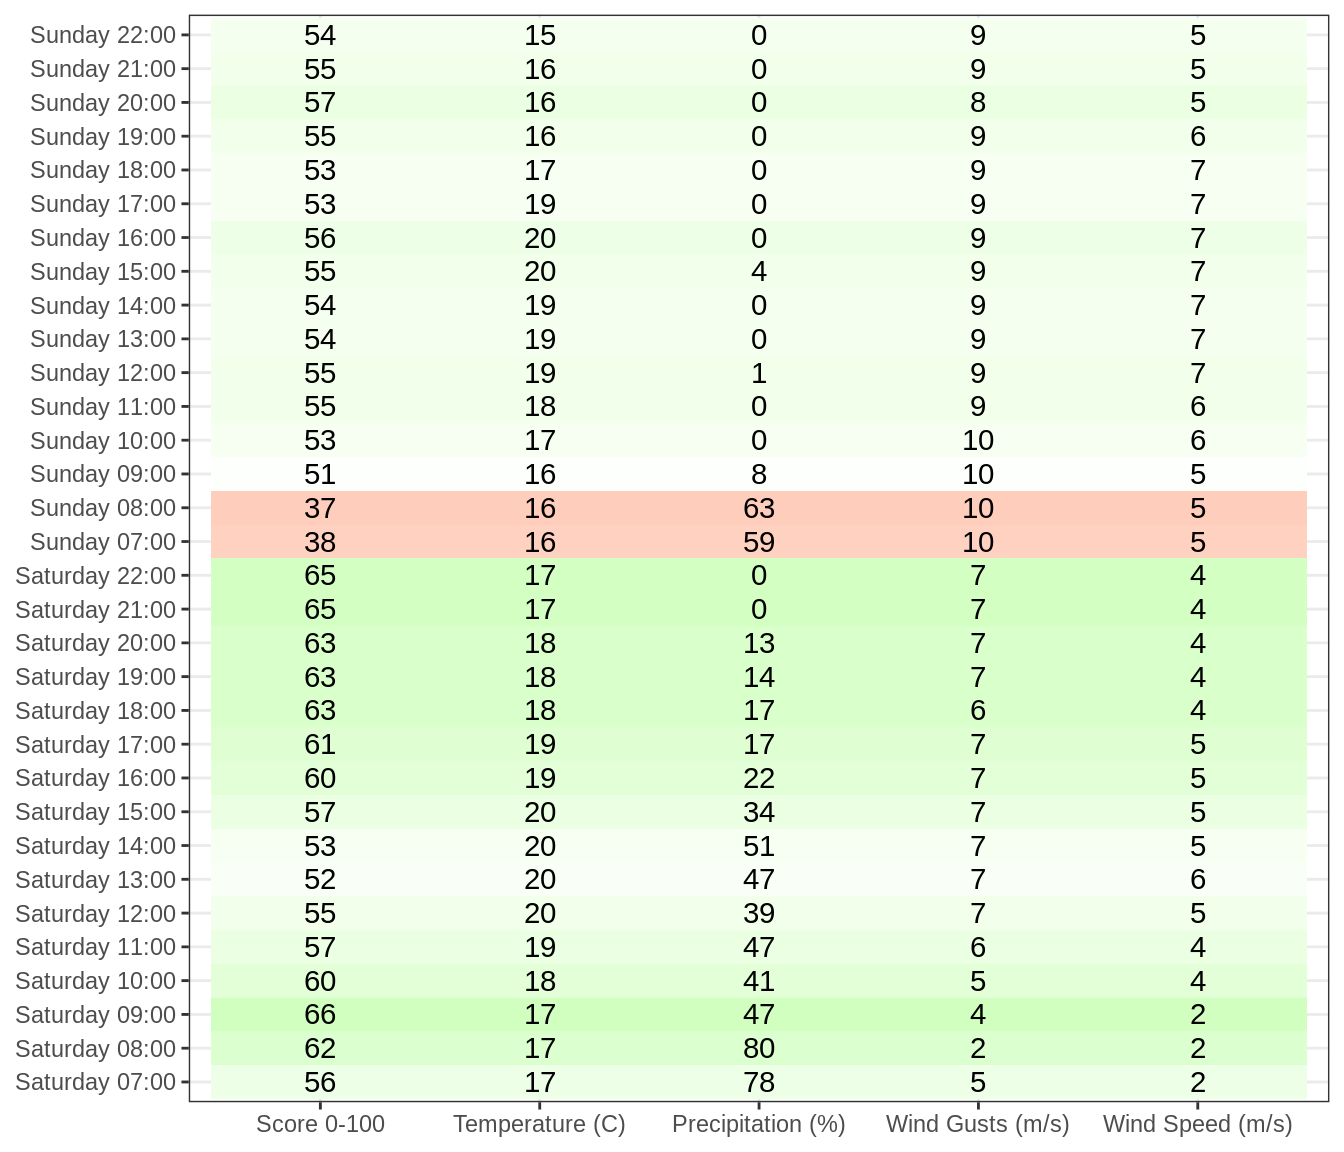 Sunday 22:00 54 15 0 9 5
Sunday 21:00 55 16 0 9 5
Sunday 20:00 57 16 0 8 5
Sunday 19:00 55 16 0 9 6
Sunday 18:00 53 17 0 9 7
Sunday 17:00 53 19 0 9 7
Sunday 16:00 56 20 0 9 7
Sunday 15:00 55 20 4 9 7
Sunday 14:00 54 19 0 9 7
Sunday 13:00 54 19 0 9 7
Sunday 12:00 55 19 1 9 7
Sunday 11:00 55 18 0 9 6
Sunday 10:00 53 17 0 10 6
Sunday 09:00 51 16 8 10 5
Sunday 08:00 37 16 63 10 5
Sunday 07:00 38 16 59 10 5
Saturday 22:00 65 17 0 7 4
Saturday 21:00 65 17 0 7 4
Saturday 20:00 63 18 13 7 4
Saturday 19:00 63 18 14 7 4
Saturday 18:00 63 18 17 6 4
Saturday 17:00 61 19 17 7 5
Saturday 16:00 60 19 22 7 5
Saturday 15:00 57 20 34 7 5
Saturday 14:00 53 20 51 7 5
Saturday 13:00 52 20 47 7 6
Saturday 12:00 55 20 39 7 5
Saturday 11:00 57 19 47 6 4
Saturday 10:00 60 18 41 5 4
Saturday 09:00 66 17 47 4 2
Saturday 08:00 62 17 80 2 2
Saturday 07:00 56 17 78 5 2
Score 0-100 Temperature (C) Precipitation (%) Wind Gusts (m/s) Wind Speed (m/s)